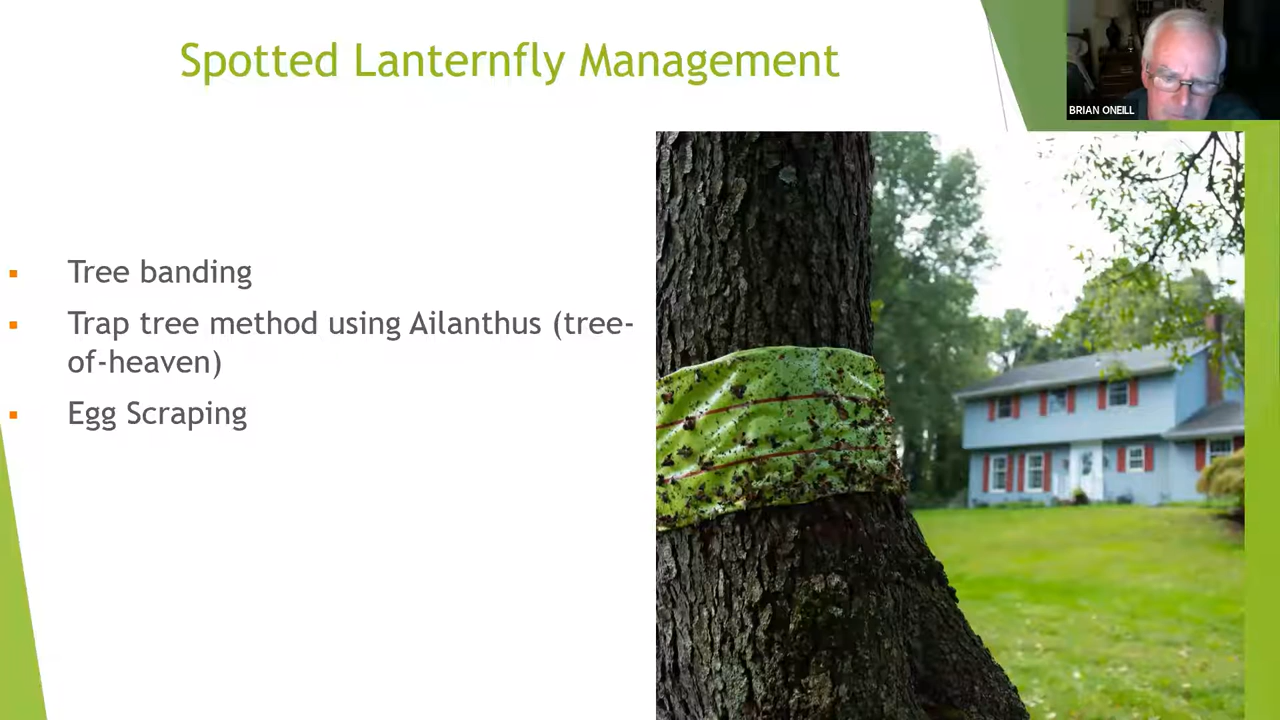 Spotted Lanternfly Management
BRIAN ONEILL
▪ Tree banding
▪ Trap tree method using Ailanthus (tree-
of-heaven)
▪ Egg Scraping